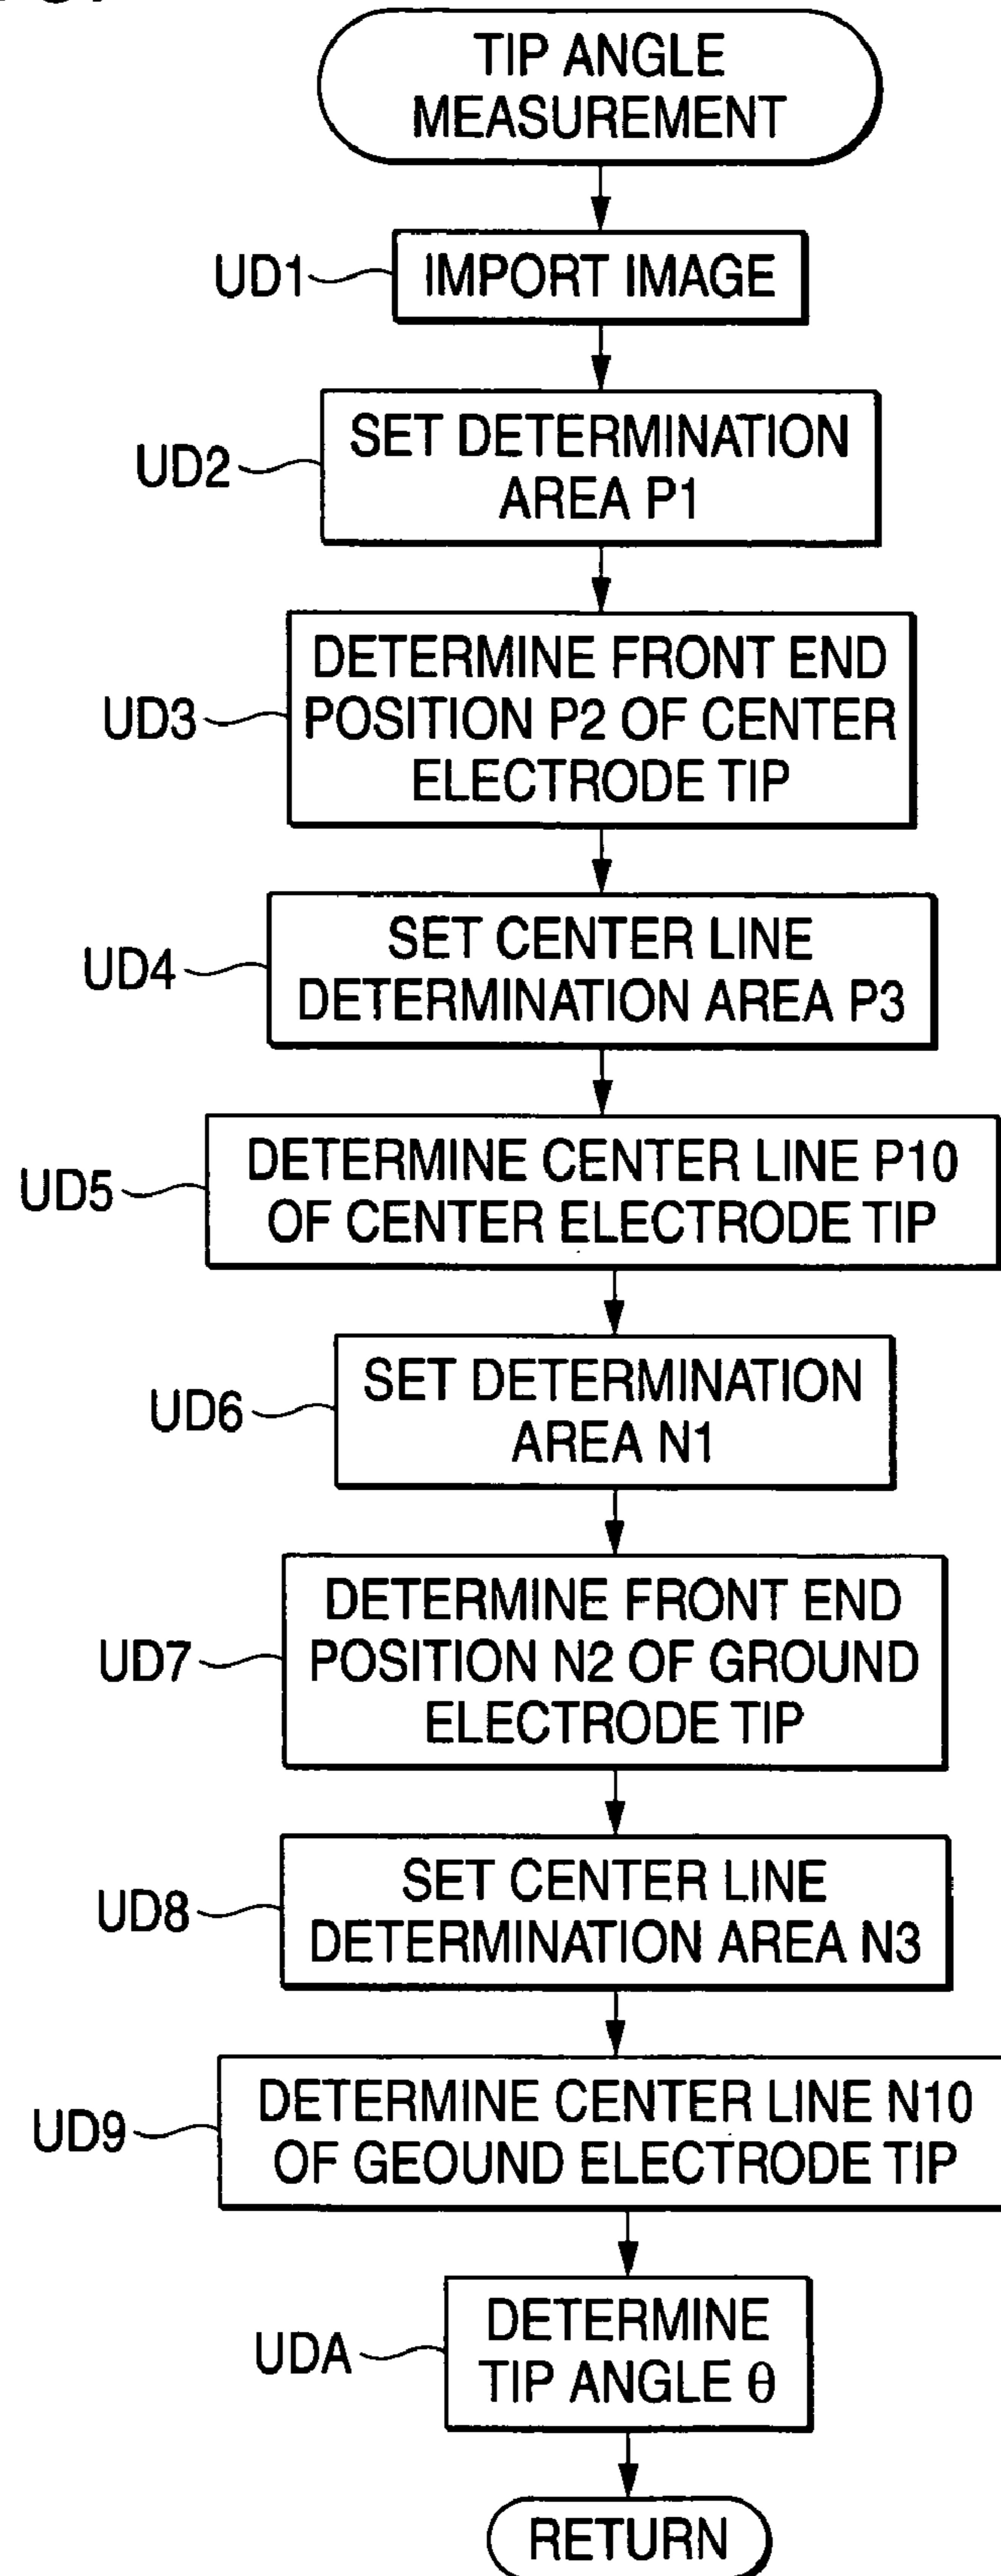 TIP ANGLE
MEASUREMENT
UD1
IMPORT IMAGE
UD2
SET DETERMINATION
AREA P1
UD3
DETERMINE FRONT END
POSITION P2 OF CENTER
ELECTRODE TIP
UD4
SET CENTER LINE
DETERMINATION AREA P3
UD5
DETERMINE CENTER LINE P10
OF CENTER ELECTRODE TIP
UD6
SET DETERMINATION
AREA N1
UD7
DETERMINE FRONT END
POSITION N2 OF GROUND
ELECTRODE TIP
UD8
SET CENTER LINE
DETERMINATION AREA N3
UD9
DETERMINE CENTER LINE N10
OF GEOUND ELECTRODE TIP
UDA
DETERMINE
TIP ANGLE θ
RETURN